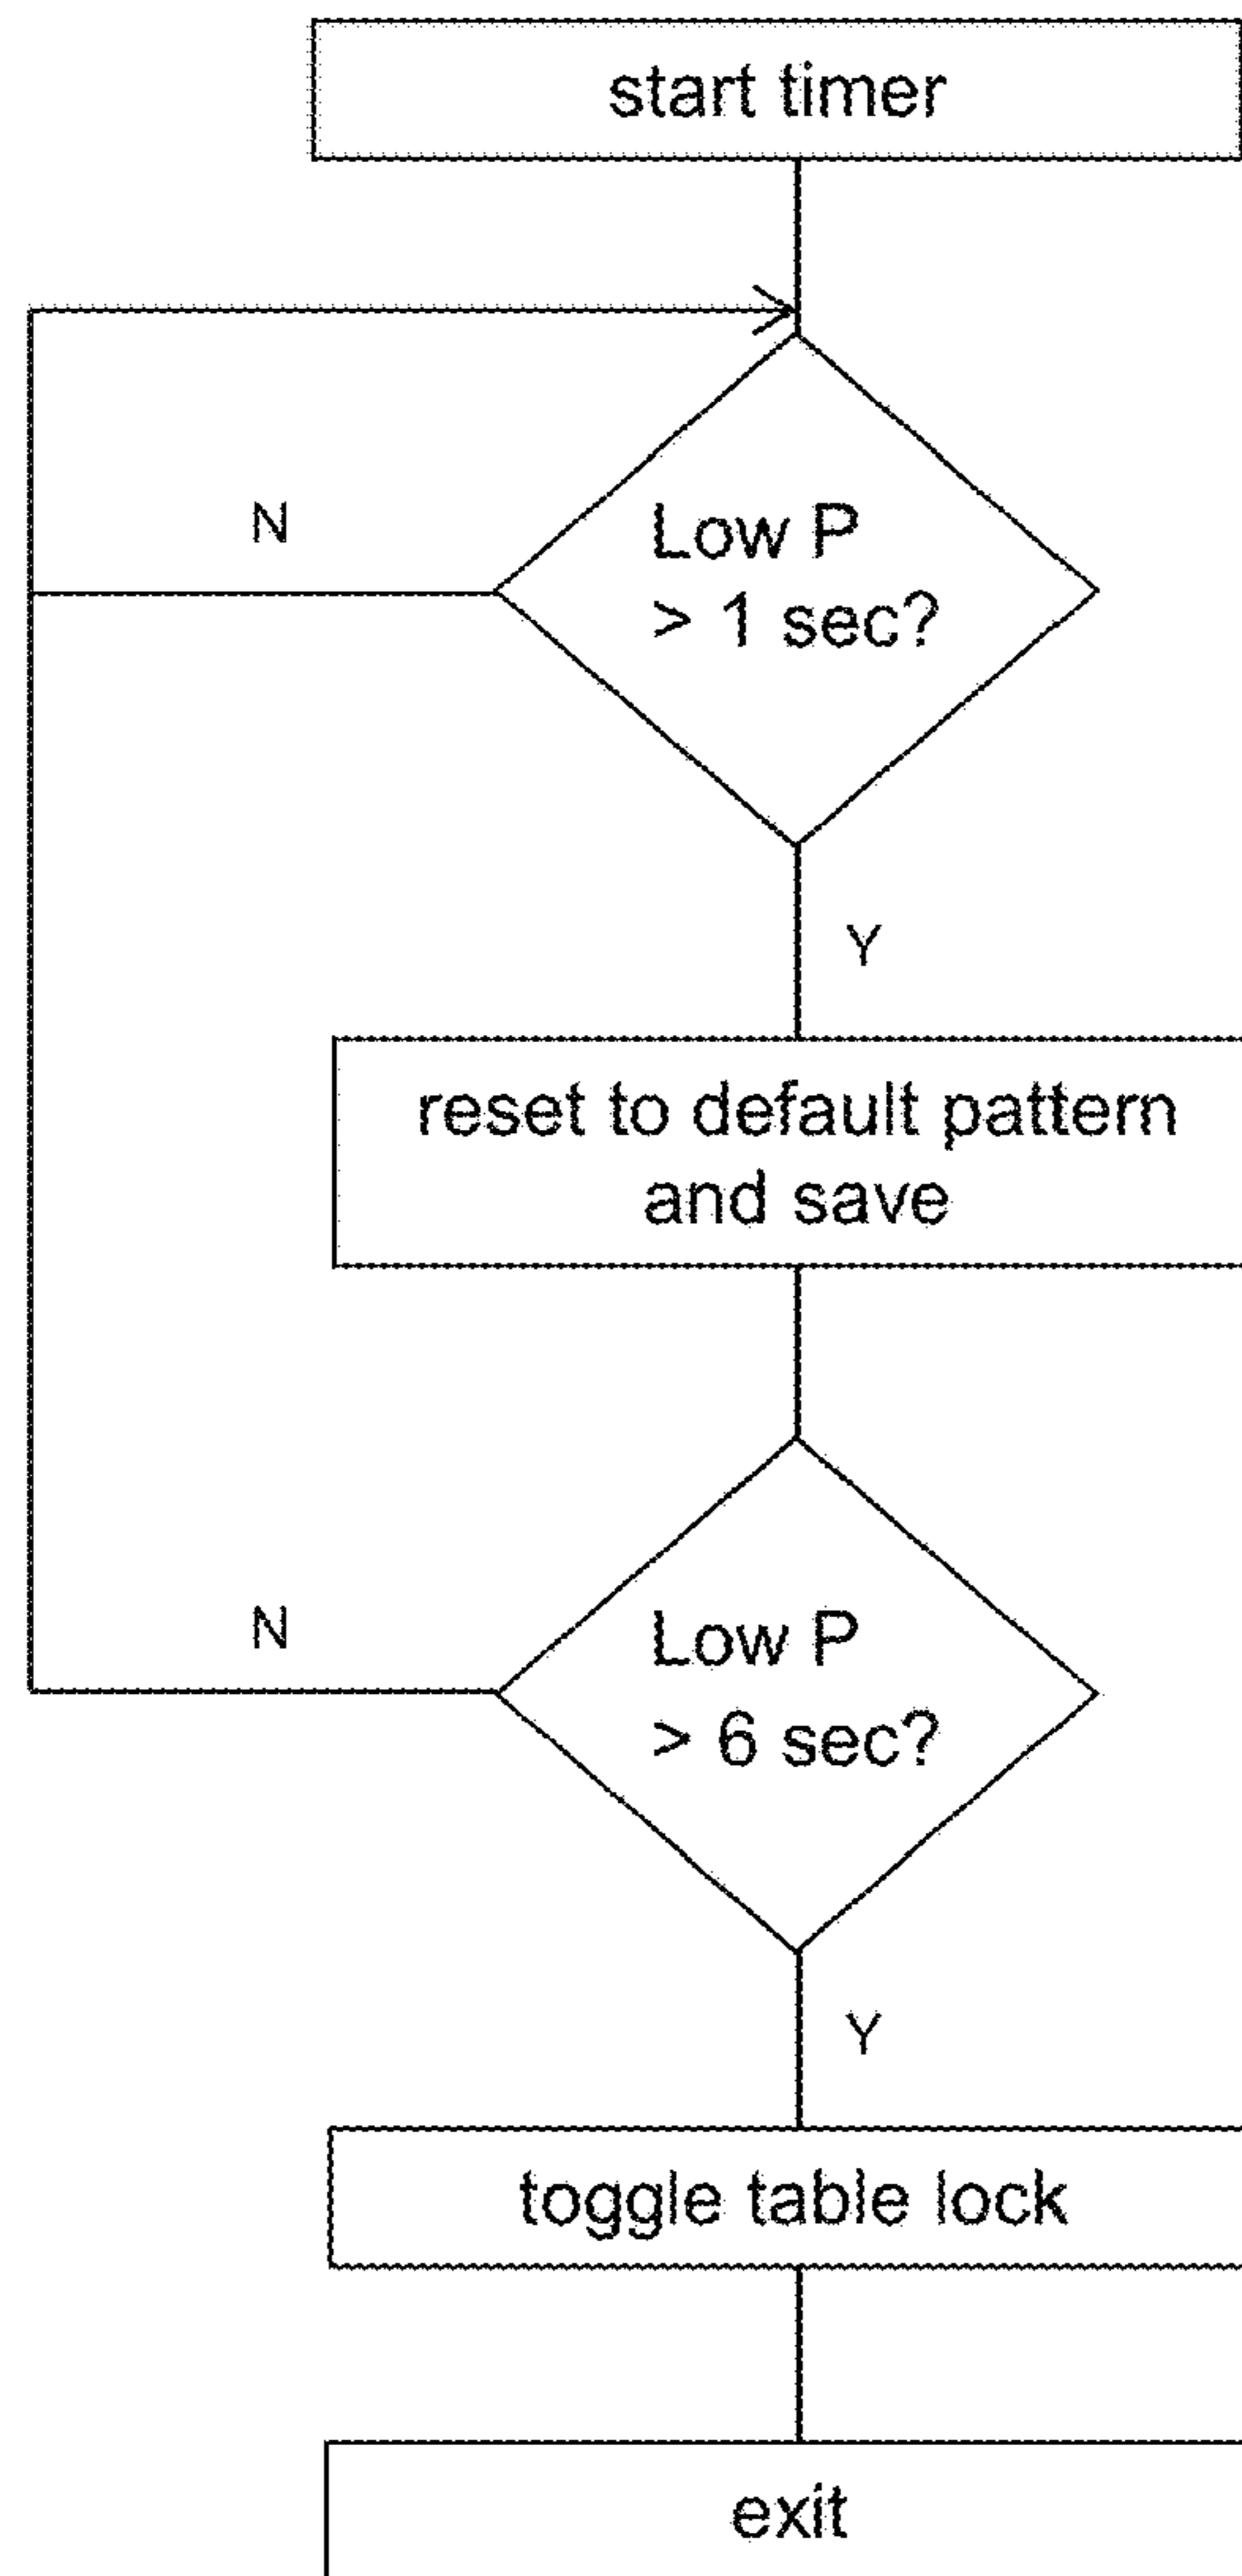 start timer
N
Low P
> 1 sec?
Y
reset to default pattern
and save
N
Low P
> 6 sec?
Y
toggle table lock
exit